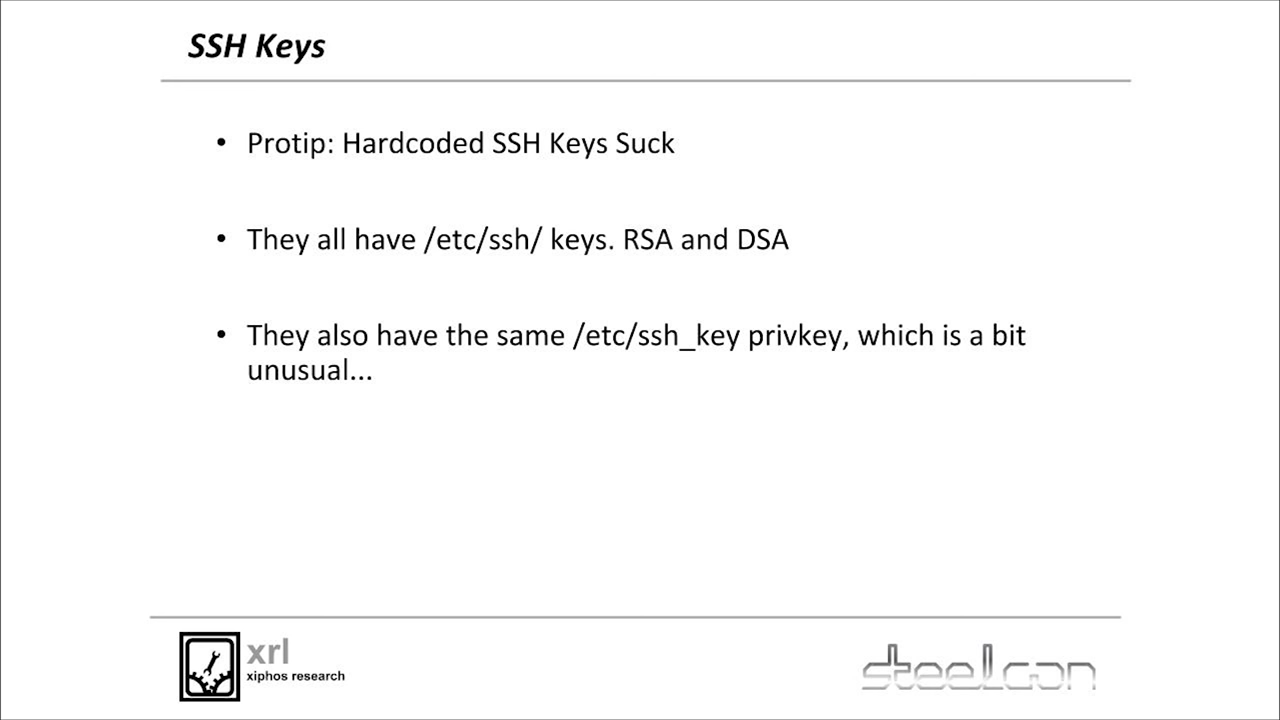 SSH Keys
• Protip: Hardcoded SSH Keys Suck
• They all have /etc/ssh/ keys. RSA and DSA
• They also have the same /etc/ssh_key privkey, which is a bit
unusual...
xrl
xiphos research
steelcon